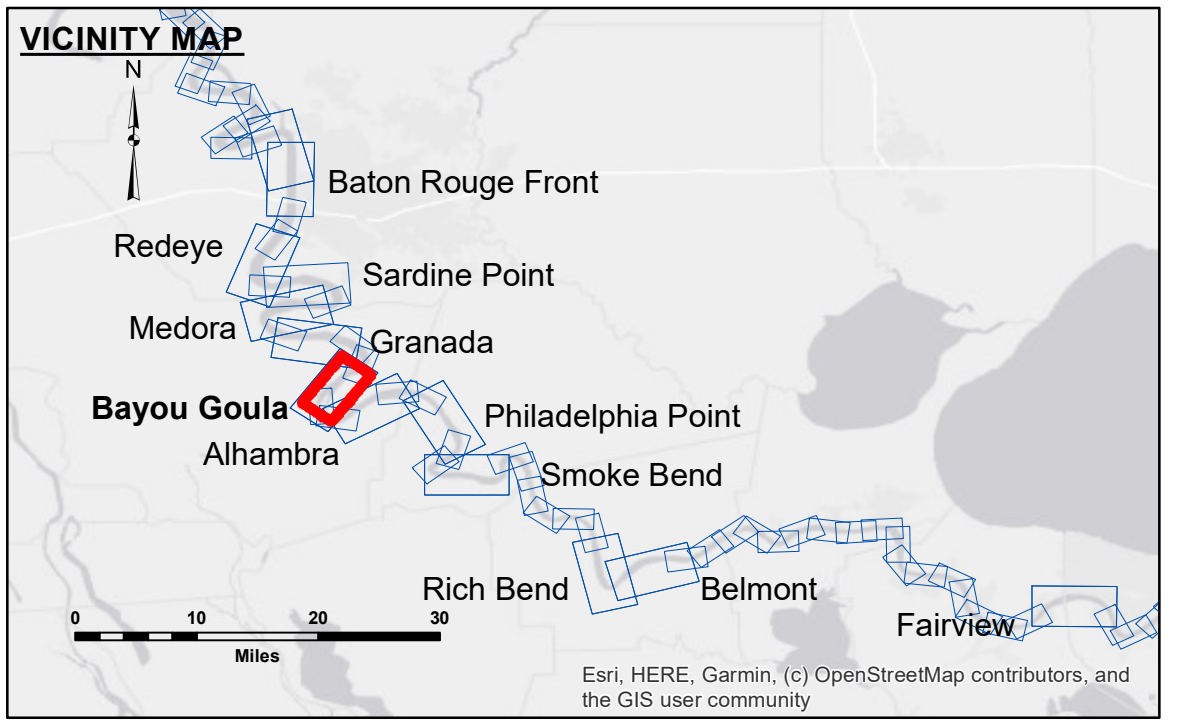 VICINITY MAP
N
Baton Rouge Front
Redeye
Sardine Point
Medora
Granada
Bayou Goula
Philadelphia Point
Alhambra
Smoke Bend
Rich Bend
Belmont
Fairview
0 10 20 30
Miles
Esri, HERE, Garmin, (c) OpenStreetMap contributors, and
the GIS user community